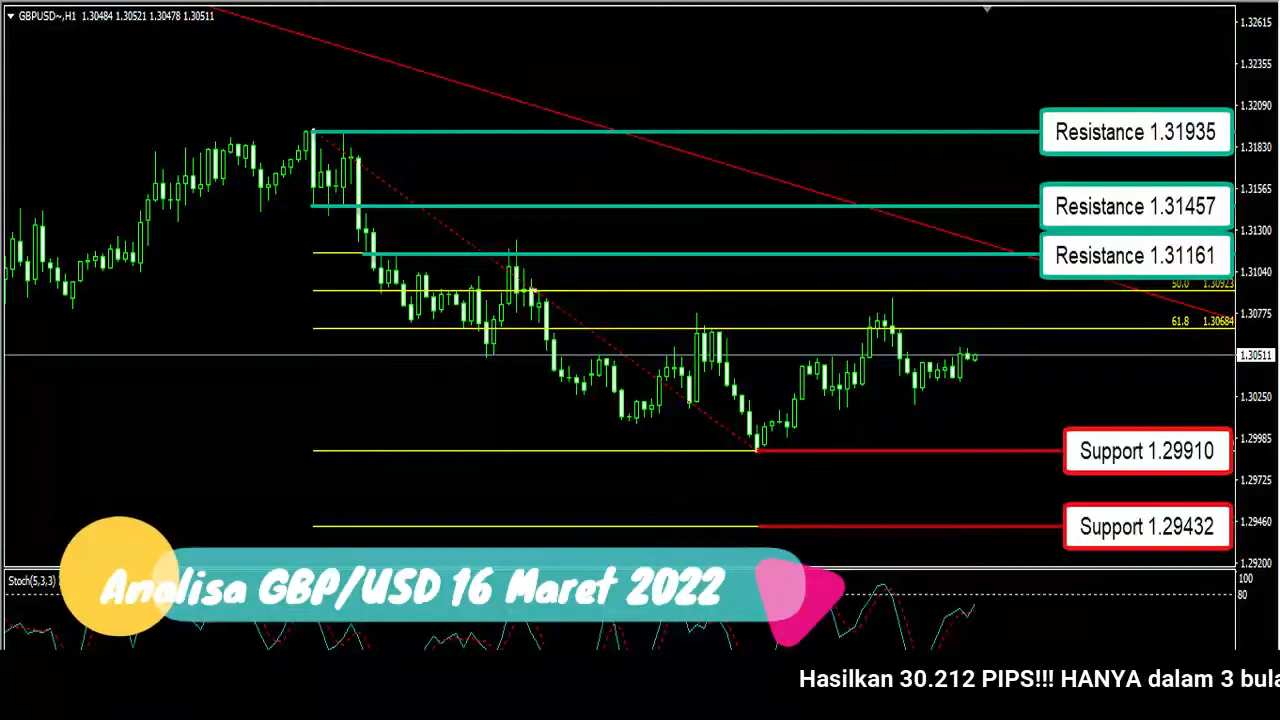 GBPUSD~,H1 1.30484 1.30521 1.30478 1.30511
1.32615
1.32355
1.32090
Resistance 1.31935
1.31830
1.31565
Resistance 1.31457
1.31300
Resistance 1.31161
1.31040
50.0 1.30923
1.30775
61.8 1.30684
1.30511
1.30250
1.29985
Support 1.29910
1.29725
Support 1.29432
1.29460
1.29200
Stoch(5,3,3)
100
80
Analisa GBP/USD 16 Maret 2022
Hasilkan 30.212 PIPS!!! HANYA dalam 3 bula